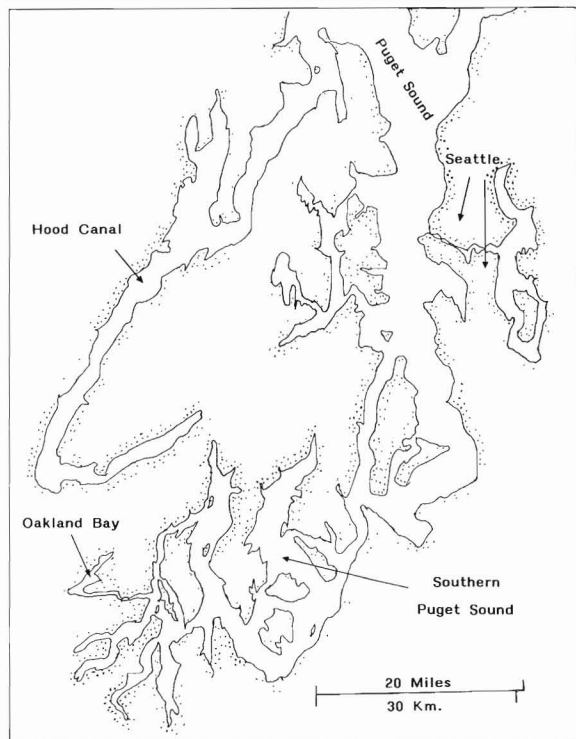 Puget Sound
Seattle
Hood Canal
Oakland Bay
Southern
Puget Sound
20 Miles
30 Km.